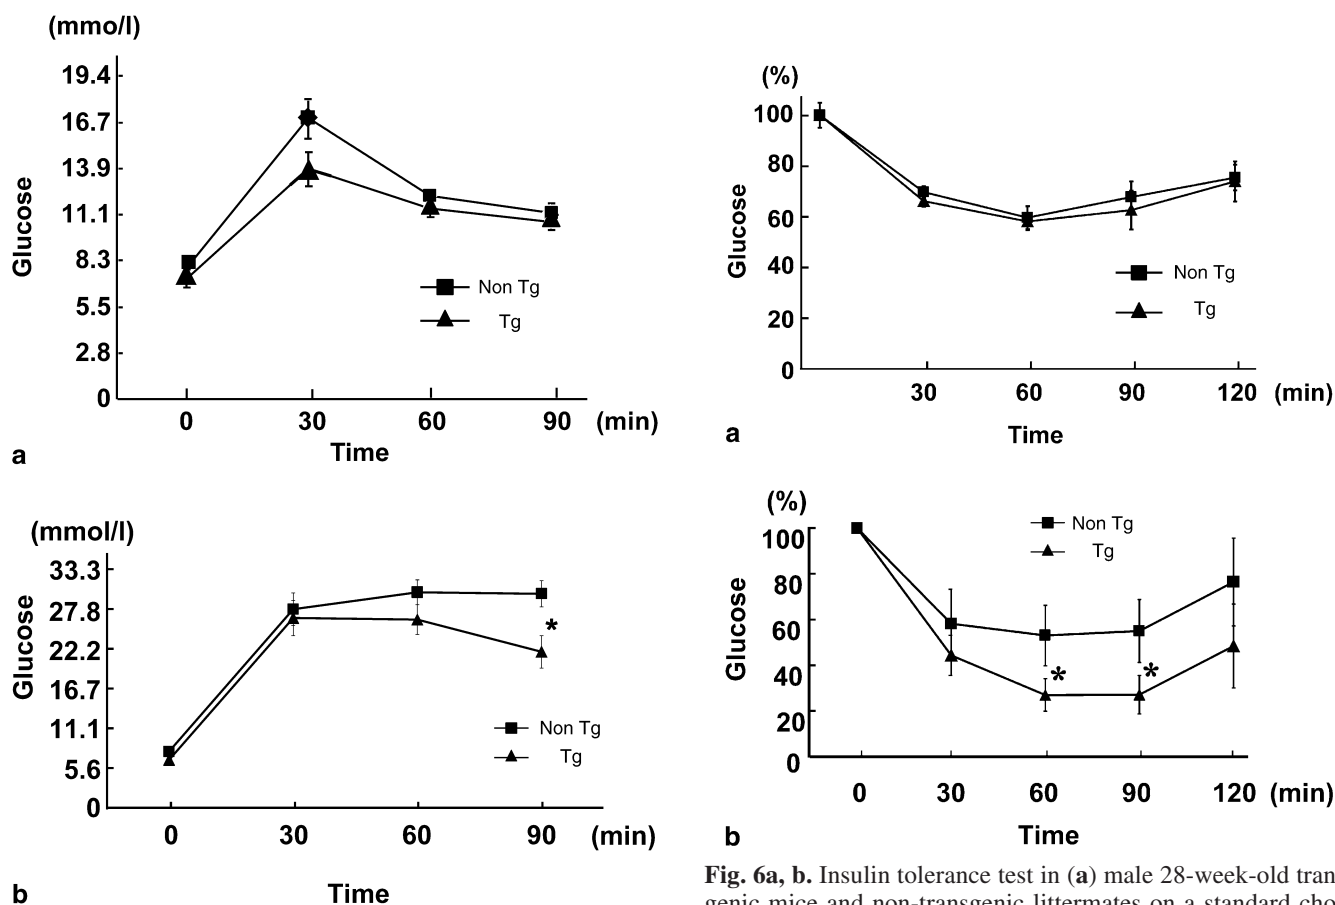 (mmo/l)
19.4
16.7
13.9
11.1
8.3
5.5
2.8
0
Glucose
Non Tg
Tg
0 30 60 90 (min)
Time
a
(mmol/l)
33.3
27.8
22.2
16.7
11.1
5.6
0
Glucose
*
Non Tg
Tg
0 30 60 90 (min)
Time
b
(%)
100
80
60
40
20
0
Glucose
Non Tg
Tg
30 60 90 120 (min)
Time
a
(%)
100
80
60
40
20
0
Glucose
Non Tg
Tg
* *
0 30 60 90 120 (min)
Time
b
Fig. 6a, b. Insulin tolerance test in (a) male 28-week-old tran
genic mice and non-transgenic littermates on a standard cho